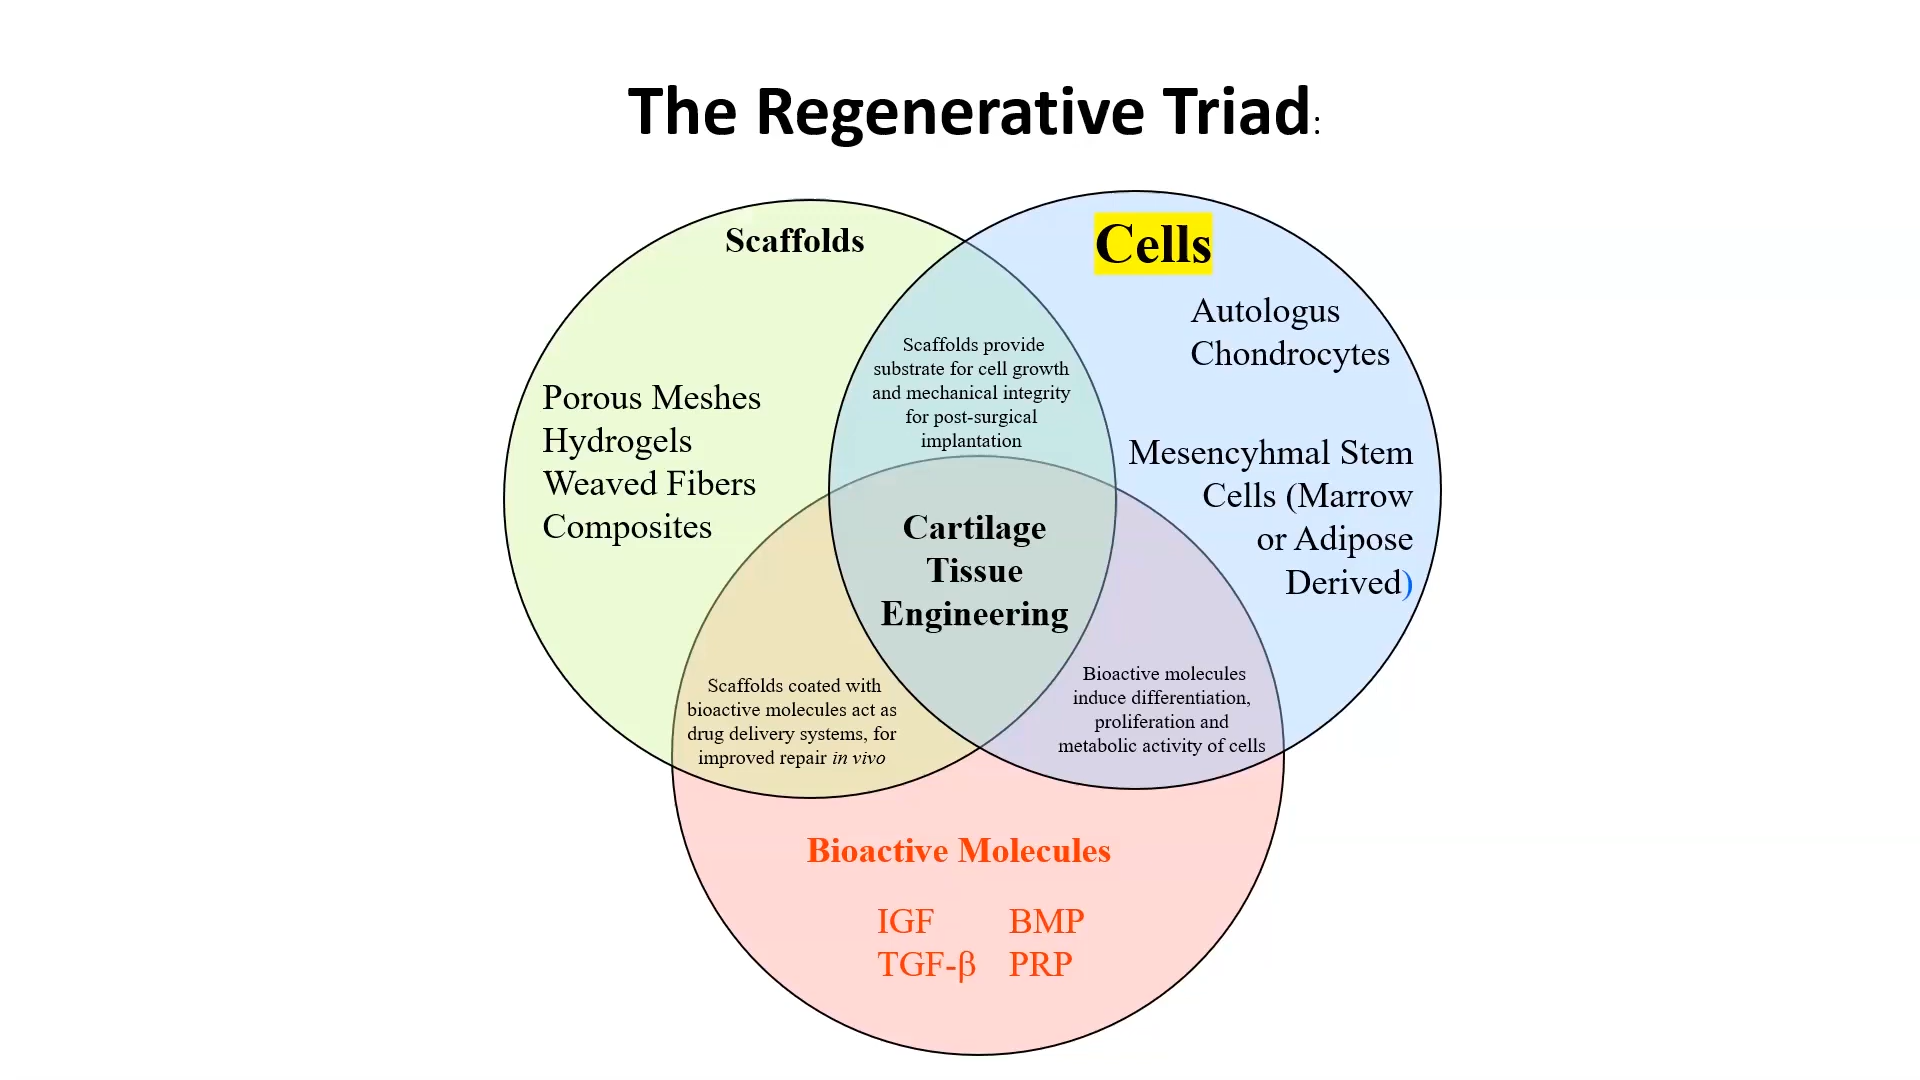 The Regenerative Triad:
Scaffolds
Porous Meshes
Hydrogels
Weaved Fibers
Composites
Scaffolds provide
substrate for cell growth
and mechanical integrity
for post-surgical
implantation
Cells
Autologus
Chondrocytes
Mesencyhmal Stem
Cells (Marrow
or Adipose
Derived)
Cartilage
Tissue
Engineering
Scaffolds coated with
bioactive molecules act as
drug delivery systems, for
improved repair in vivo
Bioactive molecules
induce differentiation,
proliferation and
metabolic activity of cells
Bioactive Molecules
IGF BMP
TGF-β PRP